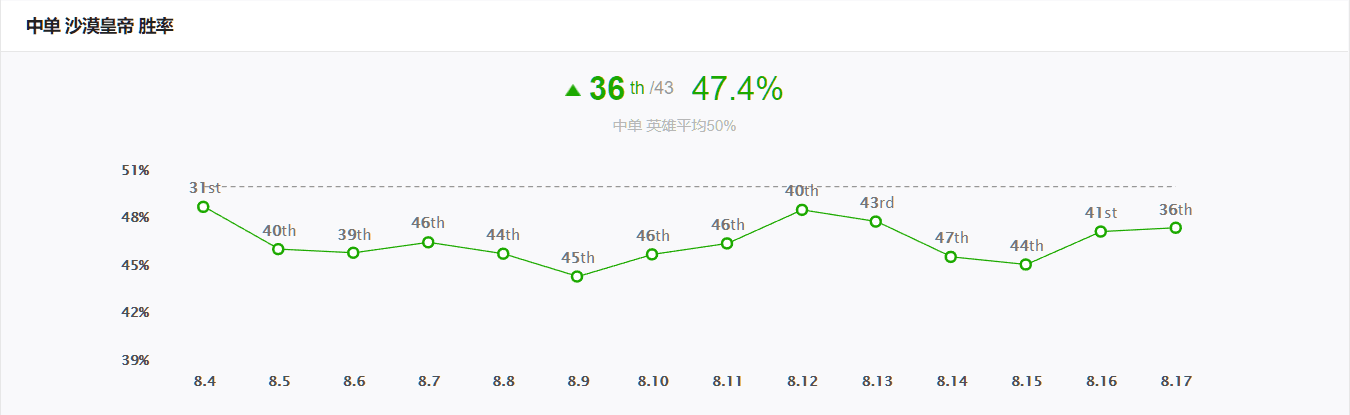 中单 沙漠皇帝 胜率
▲ 36 th /43 47.4%
中单 英雄平均50%
51%
48%
45%
42%
39%
31st
40th
39th
46th
44th
45th
46th
46th
40th
43rd
47th
44th
41st
36th
8.4 8.5 8.6 8.7 8.8 8.9 8.10 8.11 8.12 8.13 8.14 8.15 8.16 8.17